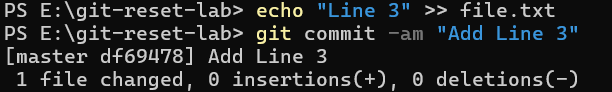 PS E:\git-reset-lab> echo "Line 3" >> file.txt
PS E:\git-reset-lab> git commit -am "Add Line 3"
[master df69478] Add Line 3
 1 file changed, 0 insertions(+), 0 deletions(-)